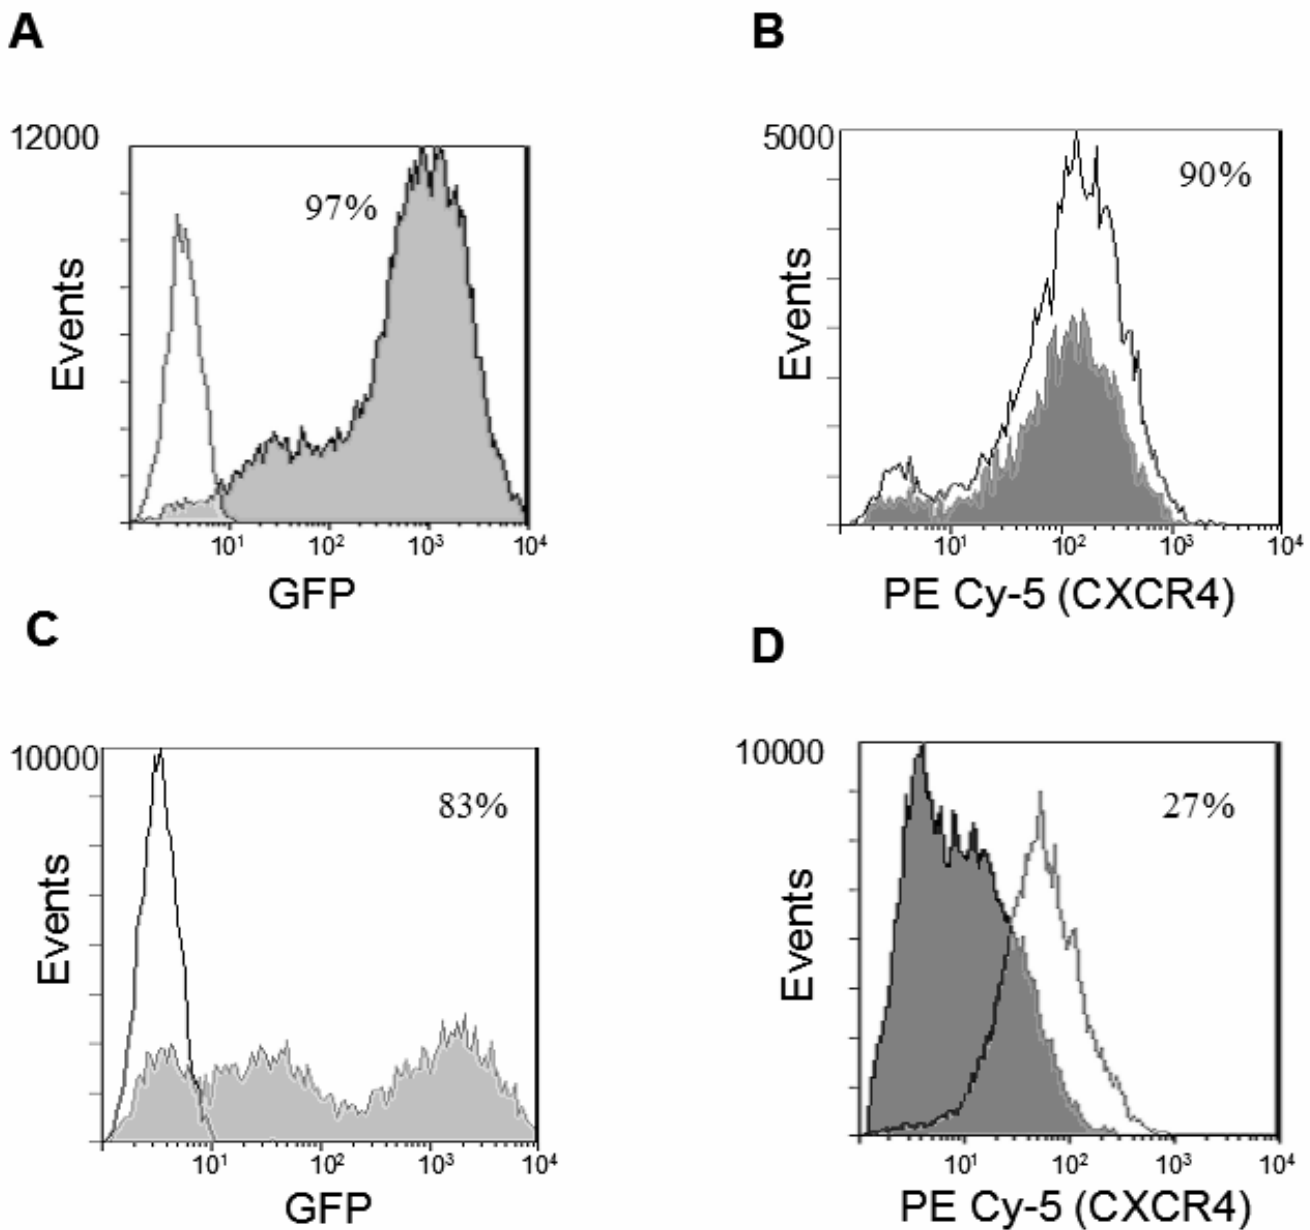 A
12000
97%
Events
10¹ 10² 10³ 10⁴
GFP
B
5000
90%
Events
10¹ 10² 10³ 10⁴
PE Cy-5 (CXCR4)
C
10000
83%
Events
10¹ 10² 10³ 10⁴
GFP
D
10000
27%
Events
10¹ 10² 10³ 10⁴
PE Cy-5 (CXCR4)